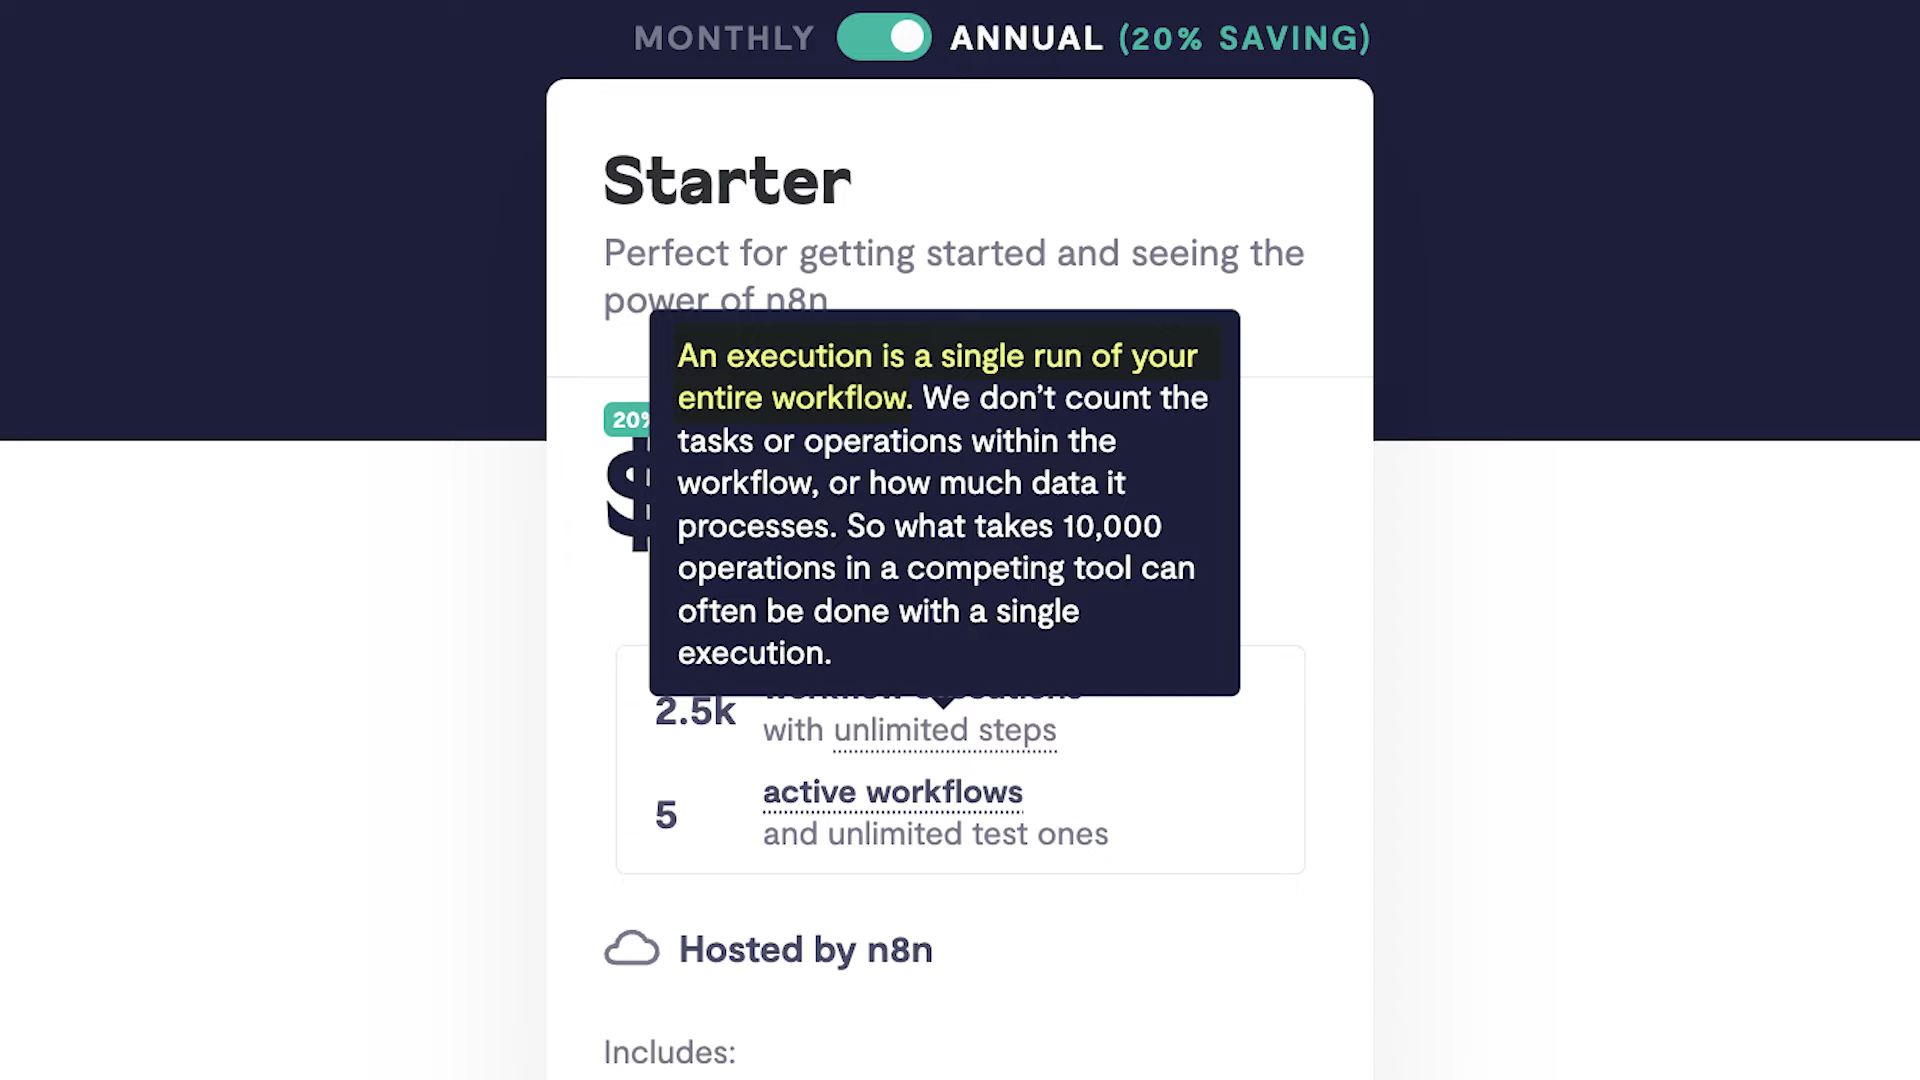 MONTHLY ANNUAL (20% SAVING)
Starter
Perfect for getting started and seeing the
power of n8n
An execution is a single run of your
entire workflow. We don’t count the
tasks or operations within the
workflow, or how much data it
processes. So what takes 10,000
operations in a competing tool can
often be done with a single
execution.
20%
$
2.5k
with unlimited steps
5 active workflows
and unlimited test ones
Hosted by n8n
Includes: